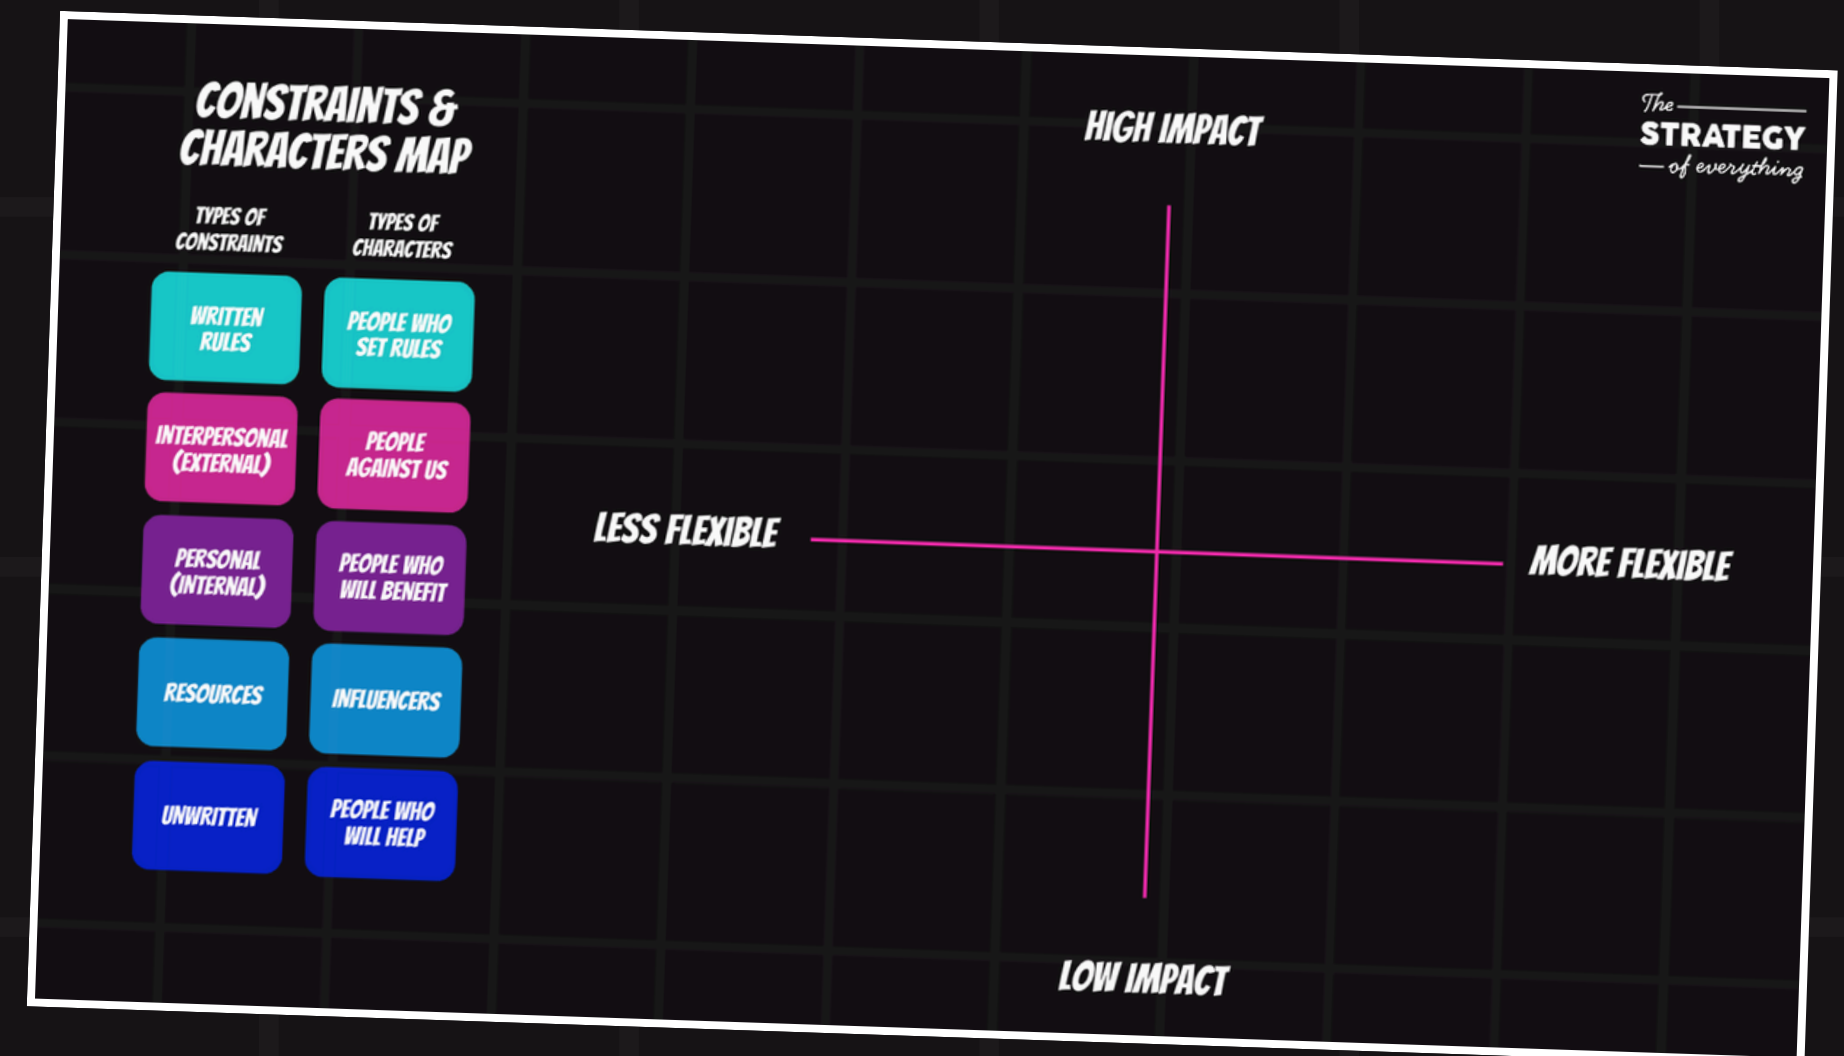 CONSTRAINTS &
CHARACTERS MAP
TYPES OF
CONSTRAINTS
TYPES OF
CHARACTERS
WRITTEN
RULES
PEOPLE WHO
SET RULES
INTERPERSONAL
(EXTERNAL)
PEOPLE
AGAINST US
PERSONAL
(INTERNAL)
PEOPLE WHO
WILL BENEFIT
RESOURCES
INFLUENCERS
UNWRITTEN
PEOPLE WHO
WILL HELP
HIGH IMPACT
LESS FLEXIBLE
MORE FLEXIBLE
LOW IMPACT
The
STRATEGY
of everything